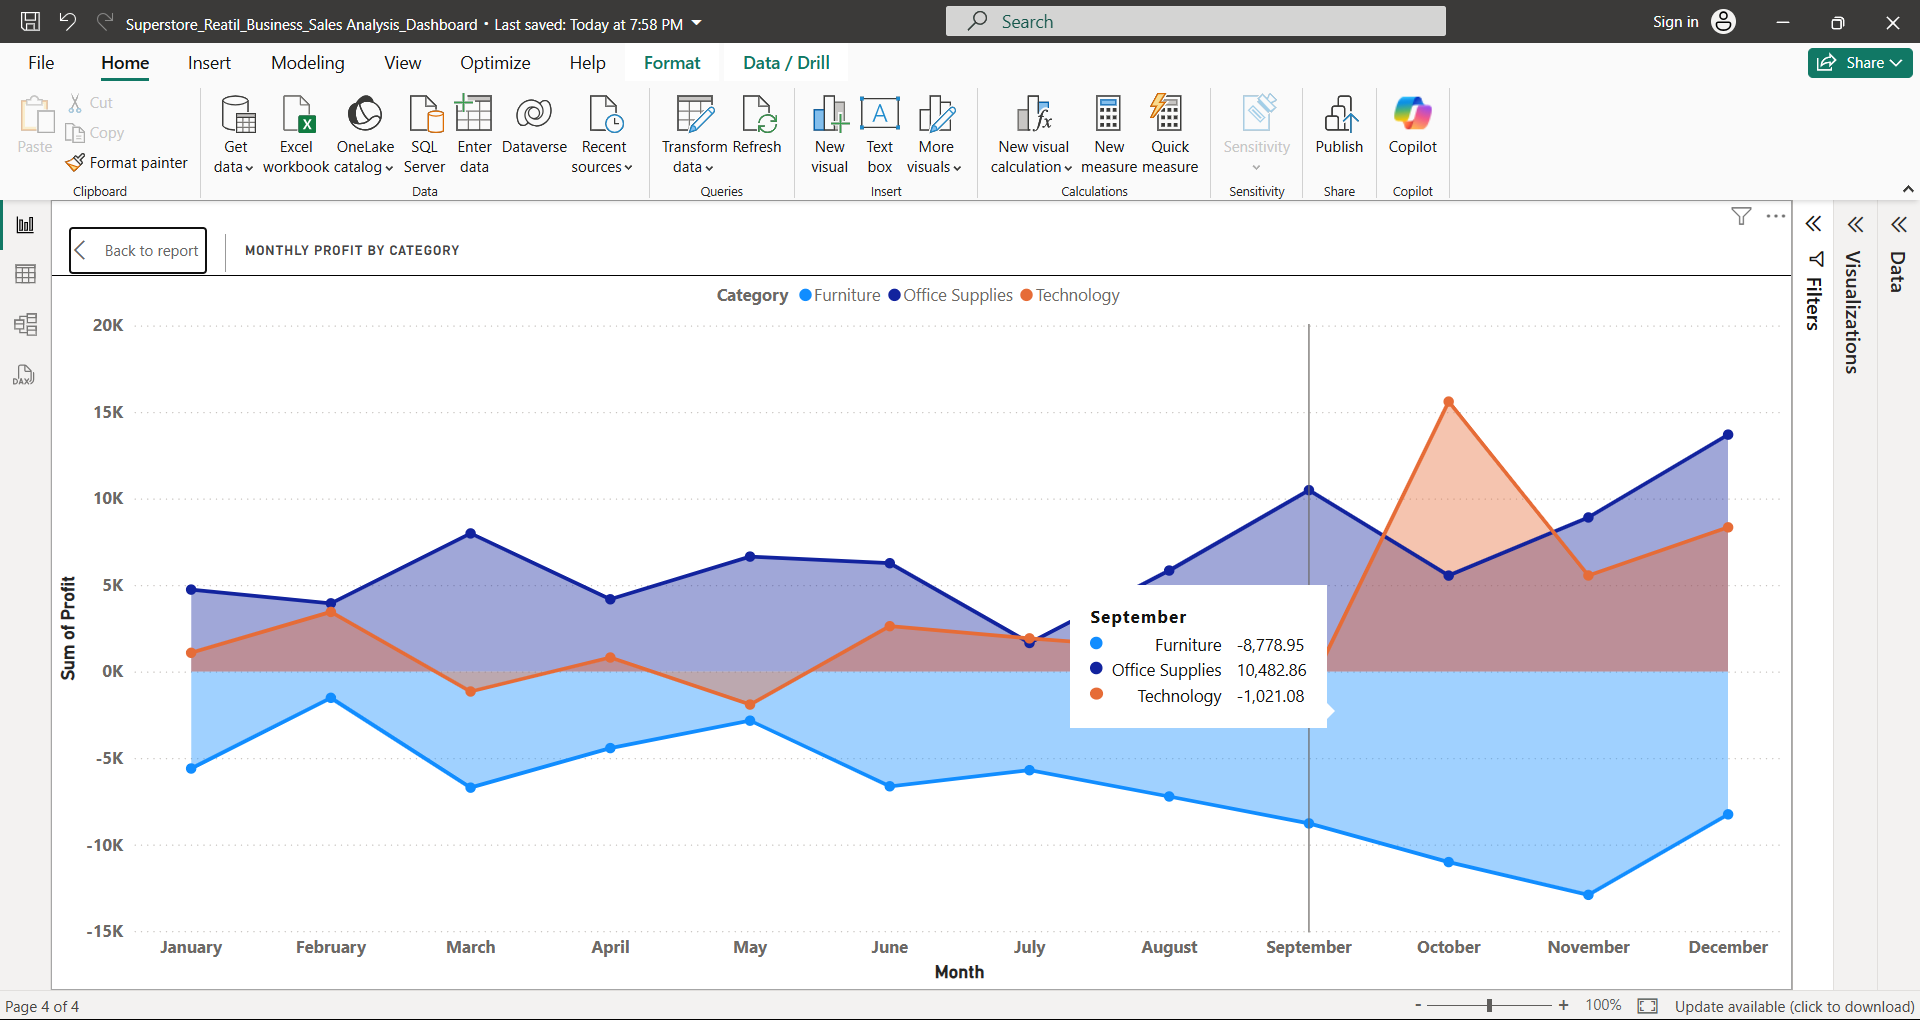 Superstore_Reatil_Business_Sales Analysis_Dashboard • Last saved: Today at 7:58 PM
Search
Sign in
File Home Insert Modeling View Optimize Help Format Data / Drill
Share
Paste
Cut
Copy
Format painter
Clipboard
Get data
Excel workbook
OneLake catalog
SQL Server
Enter data
Dataverse
Recent sources
Data
Transform data
Refresh
Queries
New visual
Text box
More visuals
Insert
New visual calculation
New measure
Quick measure
Calculations
Sensitivity
Sensitivity
Publish
Share
Copilot
Copilot
Back to report
MONTHLY PROFIT BY CATEGORY
Category Furniture Office Supplies Technology
20K
15K
10K
5K
0K
-5K
-10K
-15K
Sum of Profit
September
Furniture -8,778.95
Office Supplies 10,482.86
Technology -1,021.08
January February March April May June July August September October November December
Month
Filters
Visualizations
Data
DAX
Page 4 of 4
- + 100%
Update available (click to download)